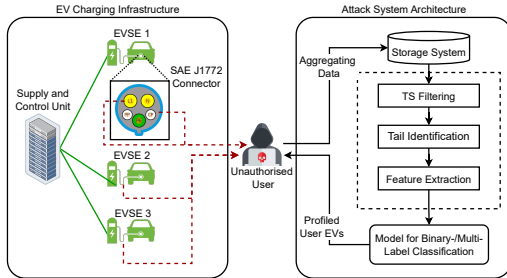 EV Charging Infrastructure
EVSE 1
SAE J1772
Connector
Supply and
Control Unit
L1
N
PP
CP
EVSE 2
EVSE 3
Unauthorised
User
Aggregating
Data
Profiled
User EVs
Attack System Architecture
Storage System
TS Filtering
Tail Identification
Feature Extraction
Model for Binary-/Multi-
Label Classification